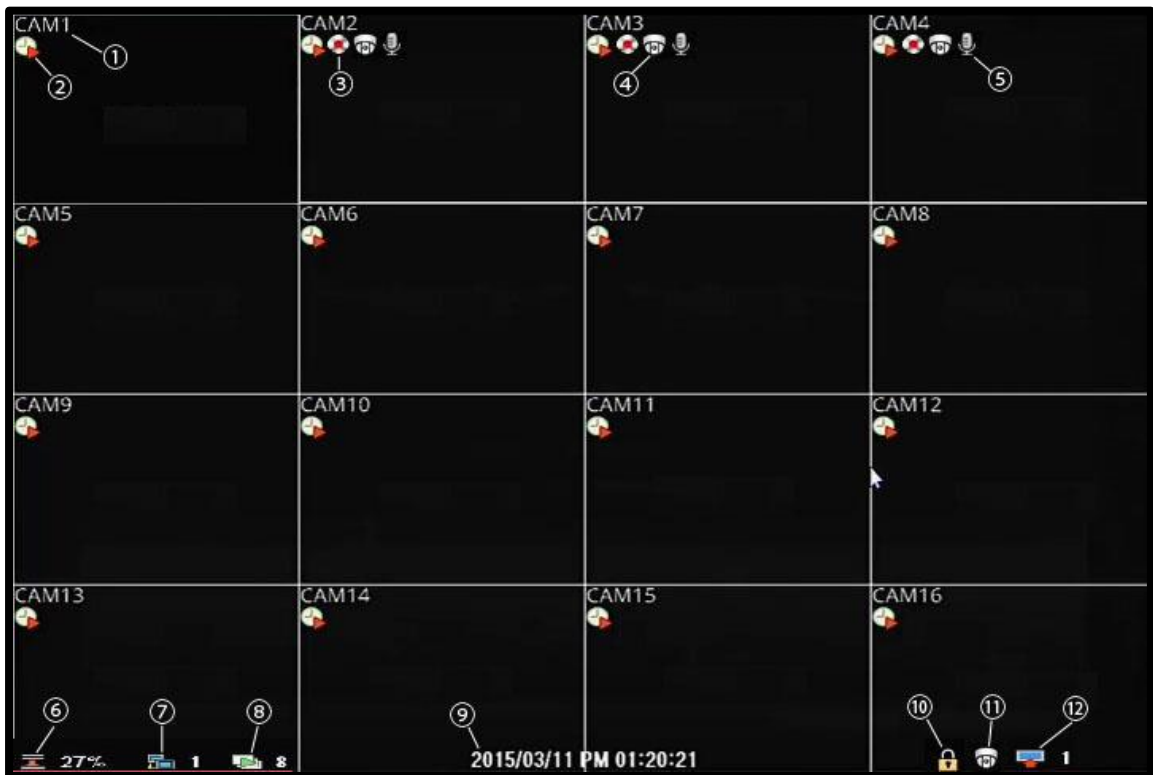 CAM1 CAM2 CAM3 CAM4
① ② ③ ④ ⑤
CAM5 CAM6 CAM7 CAM8
CAM9 CAM10 CAM11 CAM12
CAM13 CAM14 CAM15 CAM16
⑥ ⑦ ⑧ ⑨ ⑩ ⑪ ⑫
27% 1 8 2015/03/11 PM 01:20:21 1